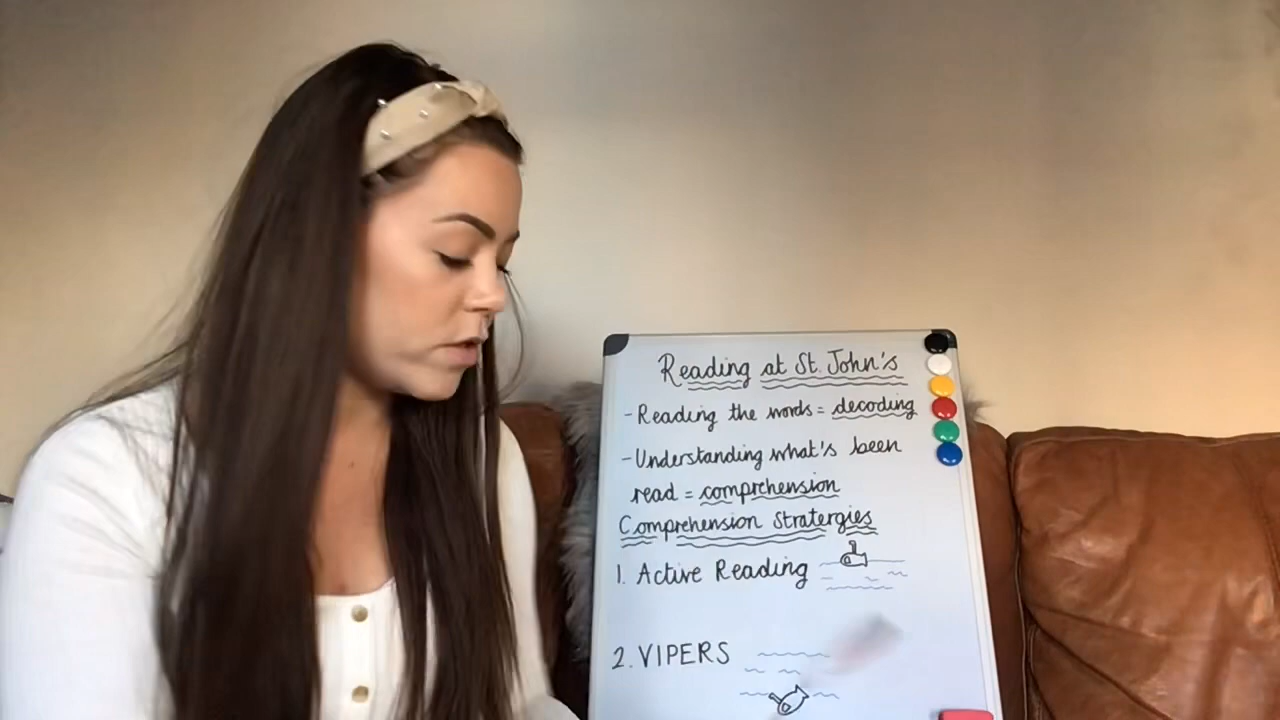 Reading at St. John's
- Reading the words = decoding
- Understanding what's been
read = comprehension
Comprehension Stratergies
1. Active Reading
2. VIPERS